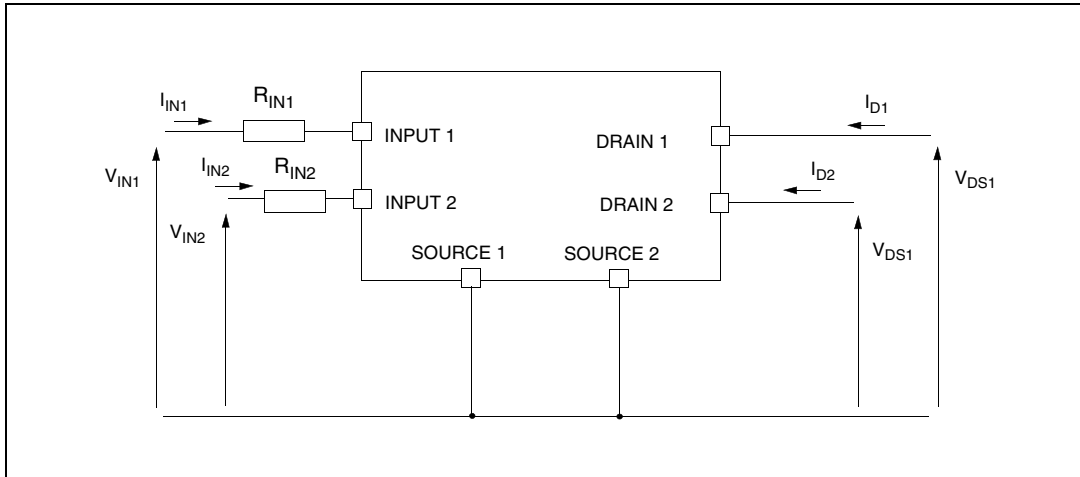 I_IN1
R_IN1
I_D1
INPUT 1
DRAIN 1
V_IN1
I_IN2
R_IN2
I_D2
V_DS1
INPUT 2
DRAIN 2
V_IN2
SOURCE 1
SOURCE 2
V_DS1